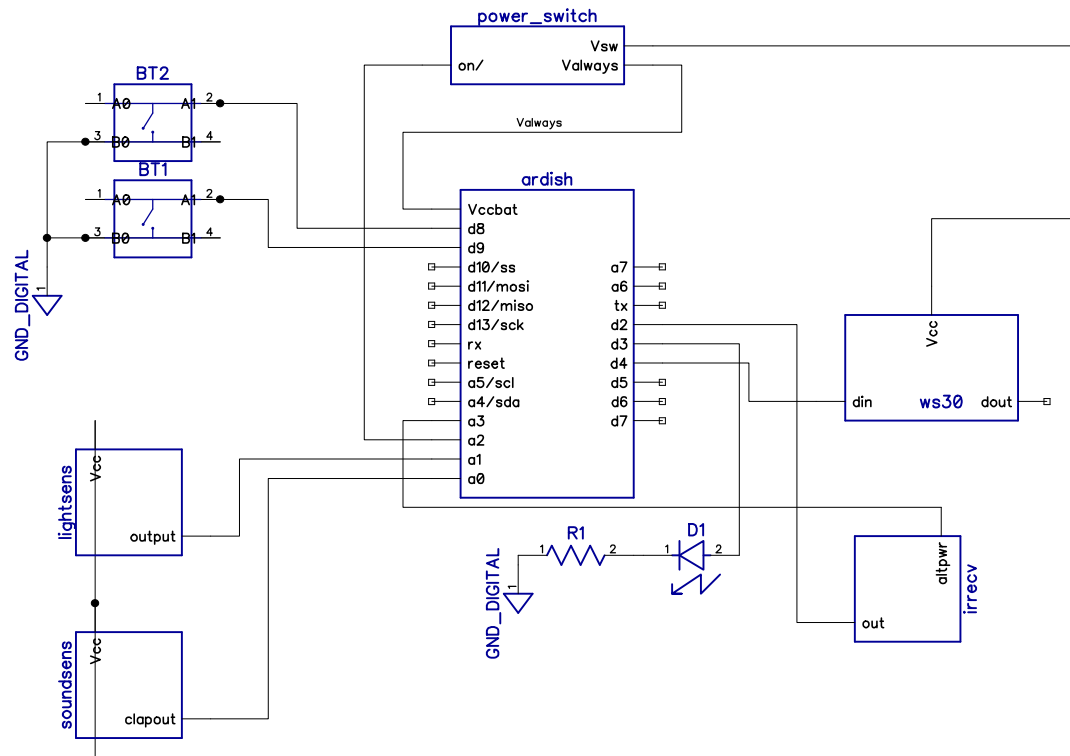 power_switch
Vsw
on/
Valways
BT2
1 A0 A1 2
3 B0 B1 4
Valways
BT1
1 A0 A1 2
3 B0 B1 4
GND_DIGITAL
1
ardish
Vccbat
d8
d9
d10/ss
d11/mosi
d12/miso
d13/sck
rx
reset
a5/scl
a4/sda
a3
a2
a1
a0
a7
a6
tx
d2
d3
d4
d5
d6
d7
Vcc
din
ws30
dout
lightsens
Vcc
output
R1
1
2
D1
1
2
GND_DIGITAL
1
altpwr
irrecv
out
soundsens
Vcc
clapout